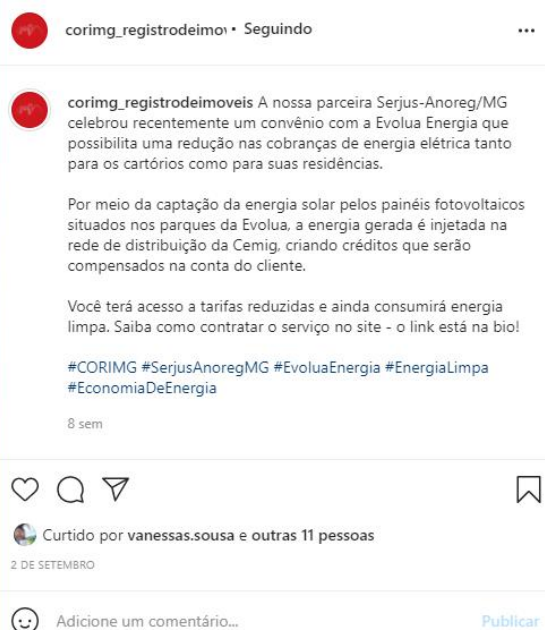 corimg_registrodeimov • Seguindo
corimg_registrodeimoveis A nossa parceira Serjus-Anoreg/MG
celebrou recentemente um convênio com a Evolua Energia que
possibilita uma redução nas cobranças de energia elétrica tanto
para os cartórios como para suas residências.
Por meio da captação da energia solar pelos painéis fotovoltaicos
situados nos parques da Evolua, a energia gerada é injetada na
rede de distribuição da Cemig, criando créditos que serão
compensados na conta do cliente.
Você terá acesso a tarifas reduzidas e ainda consumirá energia
limpa. Saiba como contratar o serviço no site - o link está na bio!
#CORIMG #SerjusAnoregMG #EvoluaEnergia #EnergiaLimpa
#EconomiaDeEnergia
8 sem
Curtido por vanessas.sousa e outras 11 pessoas
2 DE SETEMBRO
Adicione um comentário... Publicar